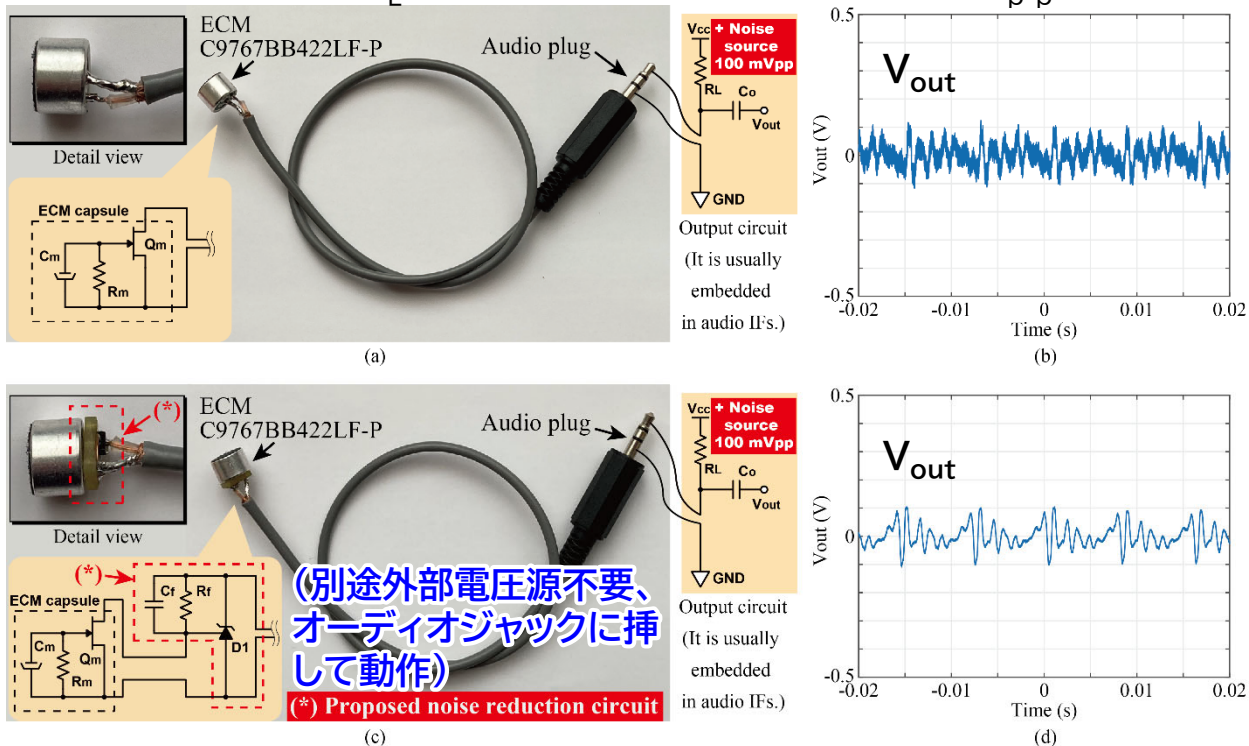 L
p-p
ECM
C9767BB422LF-P
Audio plug
Detail view
ECM capsule
Cm
Rm
Qm
Vcc
+ Noise
source
100 mVpp
RL
Co
Vout
GND
Output circuit
(It is usually
embedded
in audio IFs.)
(a)
0.5
0
-0.5
Vout (V)
Vout
-0.02
-0.01
0
0.01
0.02
Time (s)
(b)
(*)
ECM
C9767BB422LF-P
Audio plug
Detail view
(*)
ECM capsule
Cm
Rm
Qm
Cf
Rf
D1
(別途外部電圧源不要、
オーディオジャックに挿
して動作)
(*) Proposed noise reduction circuit
Vcc
+ Noise
source
100 mVpp
RL
Co
Vout
GND
Output circuit
(It is usually
embedded
in audio IFs.)
(c)
0.5
0
-0.5
Vout (V)
Vout
-0.02
-0.01
0
0.01
0.02
Time (s)
(d)